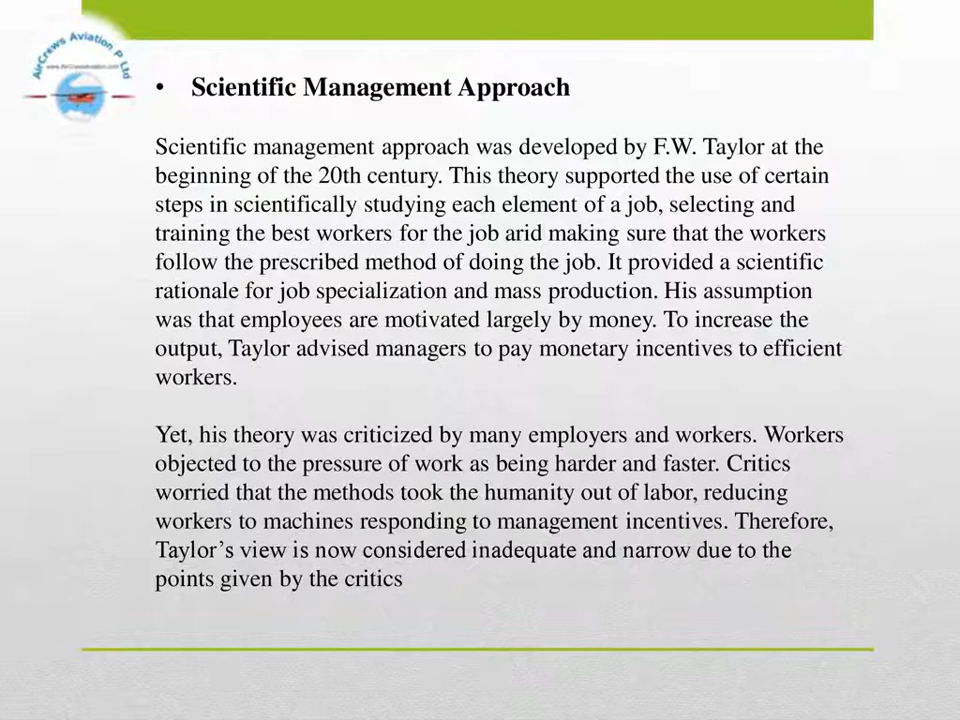 AirCrews Aviation P Ltd
www.AirCrewsAviation.com
• Scientific Management Approach
Scientific management approach was developed by F.W. Taylor at the
beginning of the 20th century. This theory supported the use of certain
steps in scientifically studying each element of a job, selecting and
training the best workers for the job arid making sure that the workers
follow the prescribed method of doing the job. It provided a scientific
rationale for job specialization and mass production. His assumption
was that employees are motivated largely by money. To increase the
output, Taylor advised managers to pay monetary incentives to efficient
workers.
Yet, his theory was criticized by many employers and workers. Workers
objected to the pressure of work as being harder and faster. Critics
worried that the methods took the humanity out of labor, reducing
workers to machines responding to management incentives. Therefore,
Taylor’s view is now considered inadequate and narrow due to the
points given by the critics